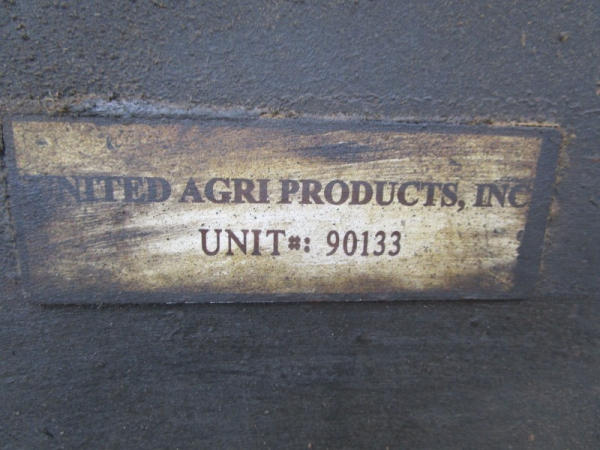 UNITED AGRI PRODUCTS, INC.
UNIT#: 90133